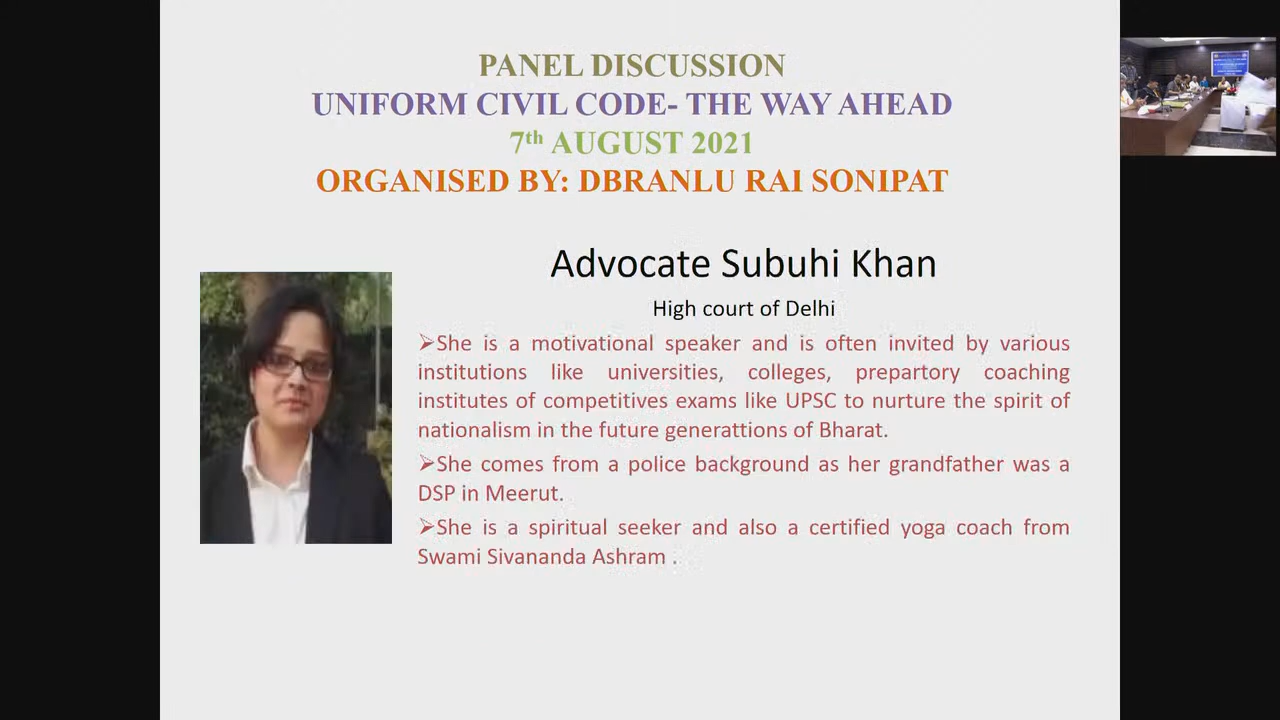 PANEL DISCUSSION
UNIFORM CIVIL CODE- THE WAY AHEAD
7th AUGUST 2021
ORGANISED BY: DBRANLU RAI SONIPAT
Advocate Subuhi Khan
High court of Delhi
➢She is a motivational speaker and is often invited by various
institutions like universities, colleges, prepartory coaching
institutes of competitives exams like UPSC to nurture the spirit of
nationalism in the future generattions of Bharat.
➢She comes from a police background as her grandfather was a
DSP in Meerut.
➢She is a spiritual seeker and also a certified yoga coach from
Swami Sivananda Ashram .